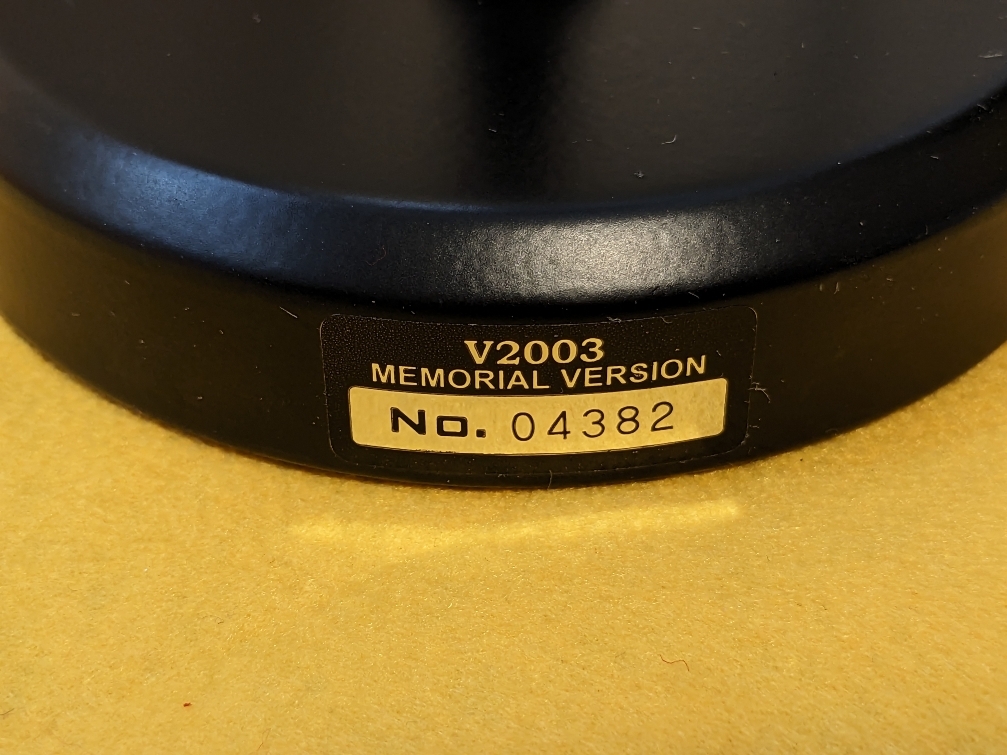 V2003
MEMORIAL VERSION
No. 04382